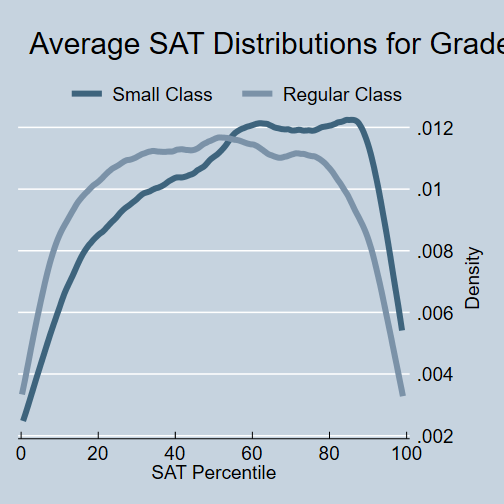 Average SAT Distributions for Grade
Small Class Regular Class
.012
.01
.008
.006
.004
.002
Density
0 20 40 60 80 100
SAT Percentile